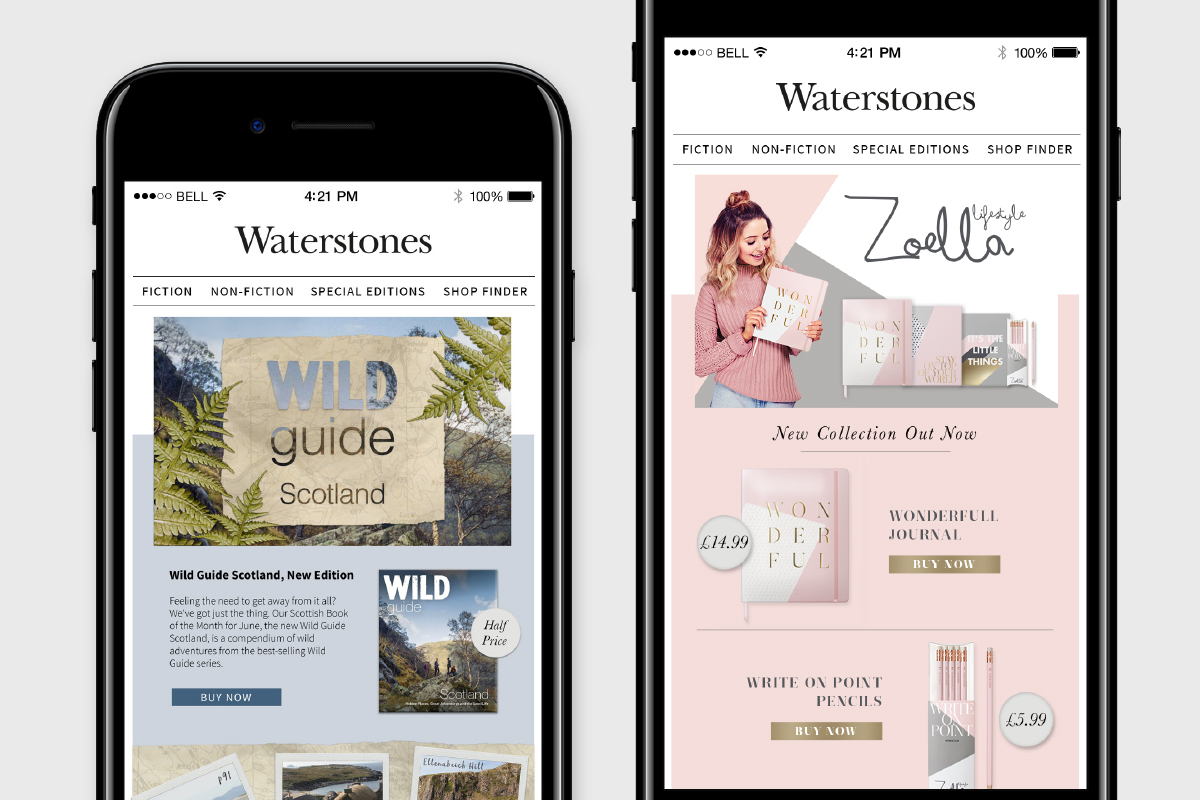 BELL
4:21 PM
100%
Waterstones
FICTION NON-FICTION SPECIAL EDITIONS SHOP FINDER
WILD
guide
Scotland
Wild Guide Scotland, New Edition
Feeling the need to get away from it all?
We've got just the thing. Our Scottish Book
of the Month for June, the new Wild Guide
Scotland, is a compendium of wild
adventures from the best-selling Wild
Guide series.
BUY NOW
WILD
guide
Scotland
Half
Price
p91
Ellenabeich Hill
BELL
4:21 PM
100%
Waterstones
FICTION NON-FICTION SPECIAL EDITIONS SHOP FINDER
Zoella
lifestyle
WON
DER
FUL
WON
DER
FUL
IT'S THE
LITTLE
THINGS
New Collection Out Now
£14.99
WON
DER
FUL
WONDERFULL
JOURNAL
BUY NOW
WRITE ON POINT
PENCILS
BUY NOW
WRITE
ON
POINT
£5.99
Zoella